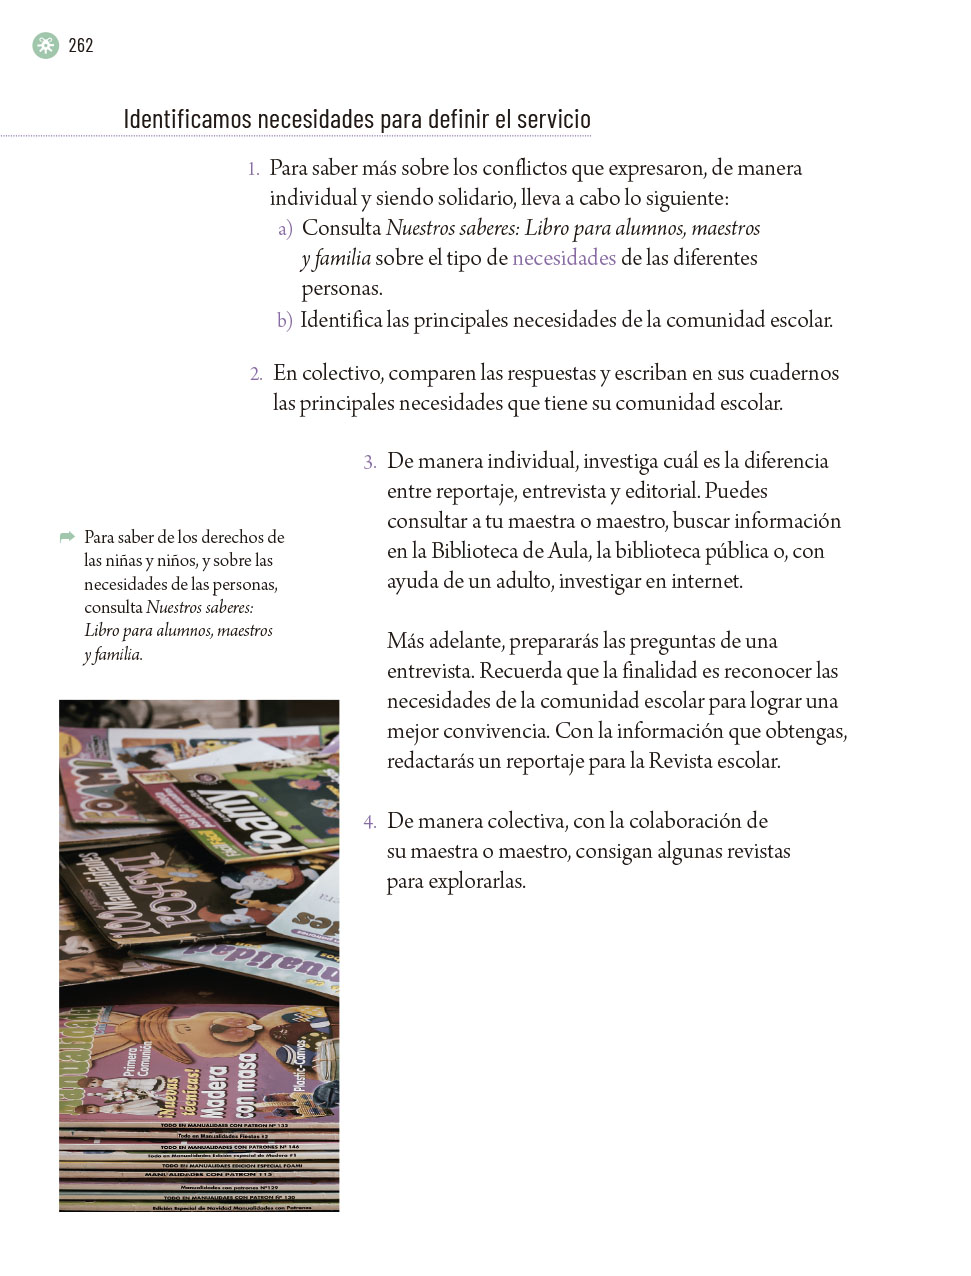 262
Identificamos necesidades para definir el servicio
1. Para saber más sobre los conflictos que expresaron, de manera
individual y siendo solidario, lleva a cabo lo siguiente:
a) Consulta Nuestros saberes: Libro para alumnos, maestros
y familia sobre el tipo de necesidades de las diferentes
personas.
b) Identifica las principales necesidades de la comunidad escolar.
2. En colectivo, comparen las respuestas y escriban en sus cuadernos
las principales necesidades que tiene su comunidad escolar.
3. De manera individual, investiga cuál es la diferencia
entre reportaje, entrevista y editorial. Puedes
consultar a tu maestra o maestro, buscar información
en la Biblioteca de Aula, la biblioteca pública o, con
ayuda de un adulto, investigar en internet.
Más adelante, prepararás las preguntas de una
entrevista. Recuerda que la finalidad es reconocer las
necesidades de la comunidad escolar para lograr una
mejor convivencia. Con la información que obtengas,
redactarás un reportaje para la Revista escolar.
4. De manera colectiva, con la colaboración de
su maestra o maestro, consigan algunas revistas
para explorarlas.
Para saber de los derechos de
las niñas y niños, y sobre las
necesidades de las personas,
consulta Nuestros saberes:
Libro para alumnos, maestros
y familia.
foamy
100 Manualidades
Primera
Comunión
¡Nuevas
técnicas!
Madera
con masa
Plastic-Canvas
TODO EN MANUALIDAES CON PATRON Nº 133
Todo en Manualidades Fiestas #2
TODO EN MANUALIDAES CON PATRONES Nº 146
Todo en Manualidades Edición especial de Madera #1
TODO EN MANUALIDAES EDICION ESPECIAL FOAMI
MANUALIDADES CON PATRON 113
Manualidades con patrones Nº129
TODO EN MANUALIDAES CON PATRON Nº 130
Edición Especial de Navidad Manualidades con Patrones